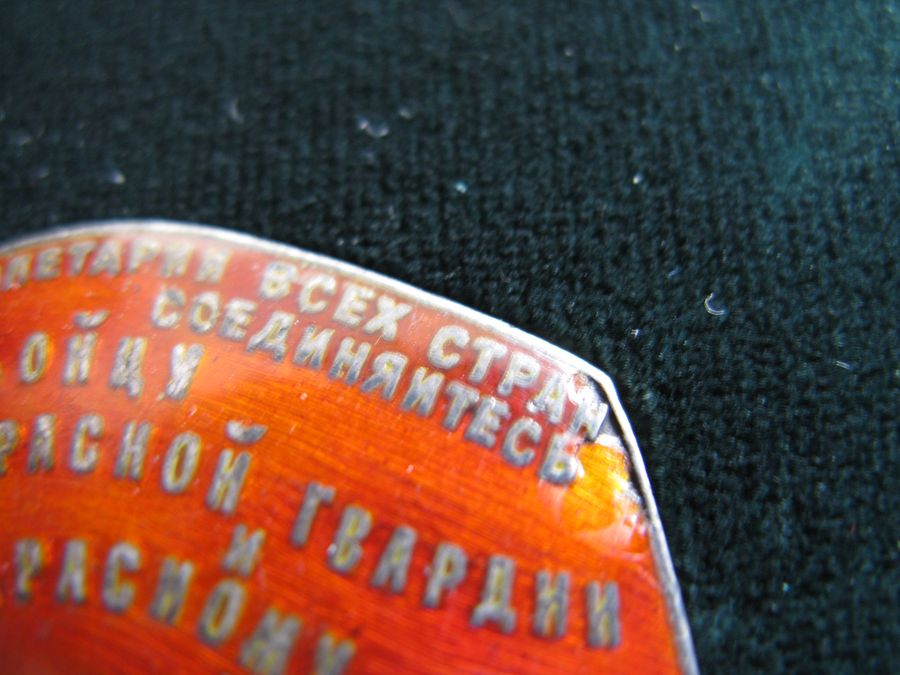 ЛЕТАРИИ ВСЕХ СТРАН
СОЕДИНЯЙТЕСЬ
ОЙЦУ
РАСНОЙ ГВАРДИИ
И
РАСНОМУ